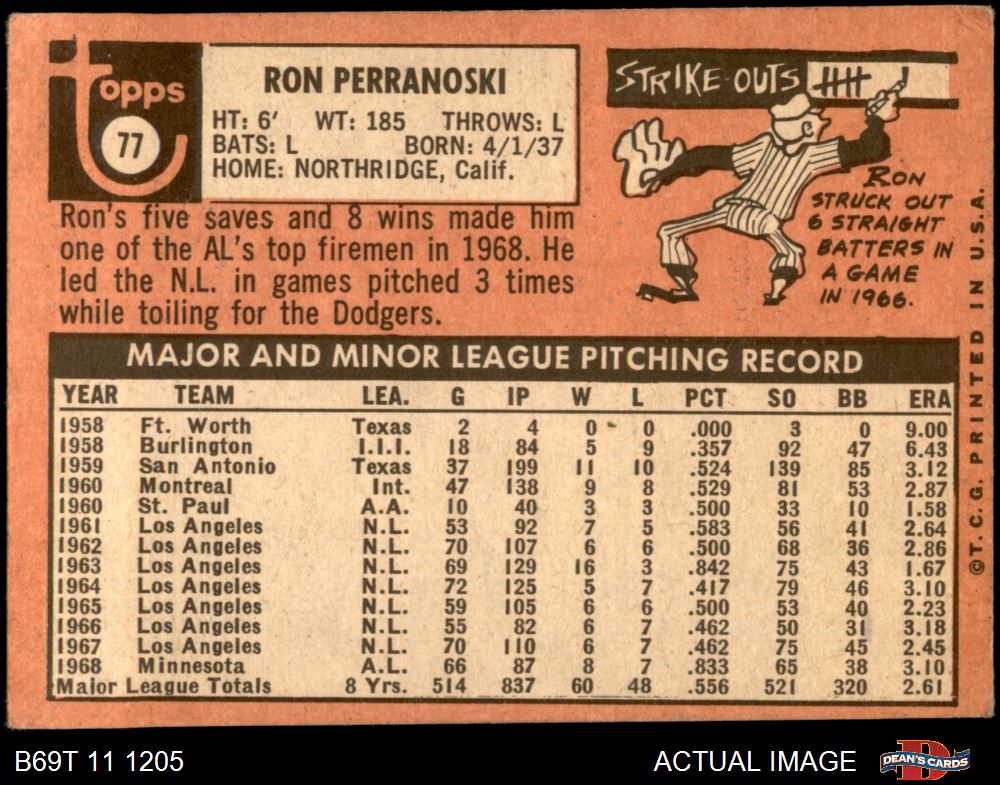 topps
77
RON PERRANOSKI
HT: 6' WT: 185 THROWS: L
BATS: L BORN: 4/1/37
HOME: NORTHRIDGE, Calif.
Ron's five saves and 8 wins made him
one of the AL's top firemen in 1968. He
led the N.L. in games pitched 3 times
while toiling for the Dodgers.
STRIKE-OUTS
RON
STRUCK OUT
6 STRAIGHT
BATTERS IN
A GAME
IN 1966.
©T.C.G. PRINTED IN U.S.A.
MAJOR AND MINOR LEAGUE PITCHING RECORD
YEAR TEAM LEA. G IP W L PCT SO BB ERA
1958 Ft. Worth Texas 2 4 0 0 .000 3 0 9.00
1958 Burlington I.I.I. 18 84 5 9 .357 92 47 6.43
1959 San Antonio Texas 37 199 11 10 .524 139 85 3.12
1960 Montreal Int. 47 138 9 8 .529 81 53 2.87
1960 St. Paul A.A. 10 40 3 3 .500 33 10 1.58
1961 Los Angeles N.L. 53 92 7 5 .583 56 41 2.64
1962 Los Angeles N.L. 70 107 6 6 .500 68 36 2.86
1963 Los Angeles N.L. 69 129 16 3 .842 75 43 1.67
1964 Los Angeles N.L. 72 125 5 7 .417 79 46 3.10
1965 Los Angeles N.L. 59 105 6 6 .500 53 40 2.23
1966 Los Angeles N.L. 55 82 6 7 .462 50 31 3.18
1967 Los Angeles N.L. 70 110 6 7 .462 75 45 2.45
1968 Minnesota A.L. 66 87 8 7 .833 65 38 3.10
Major League Totals 8 Yrs. 514 837 60 48 .556 521 320 2.61
B69T 11 1205
ACTUAL IMAGE
D
DEAN'S CARDS